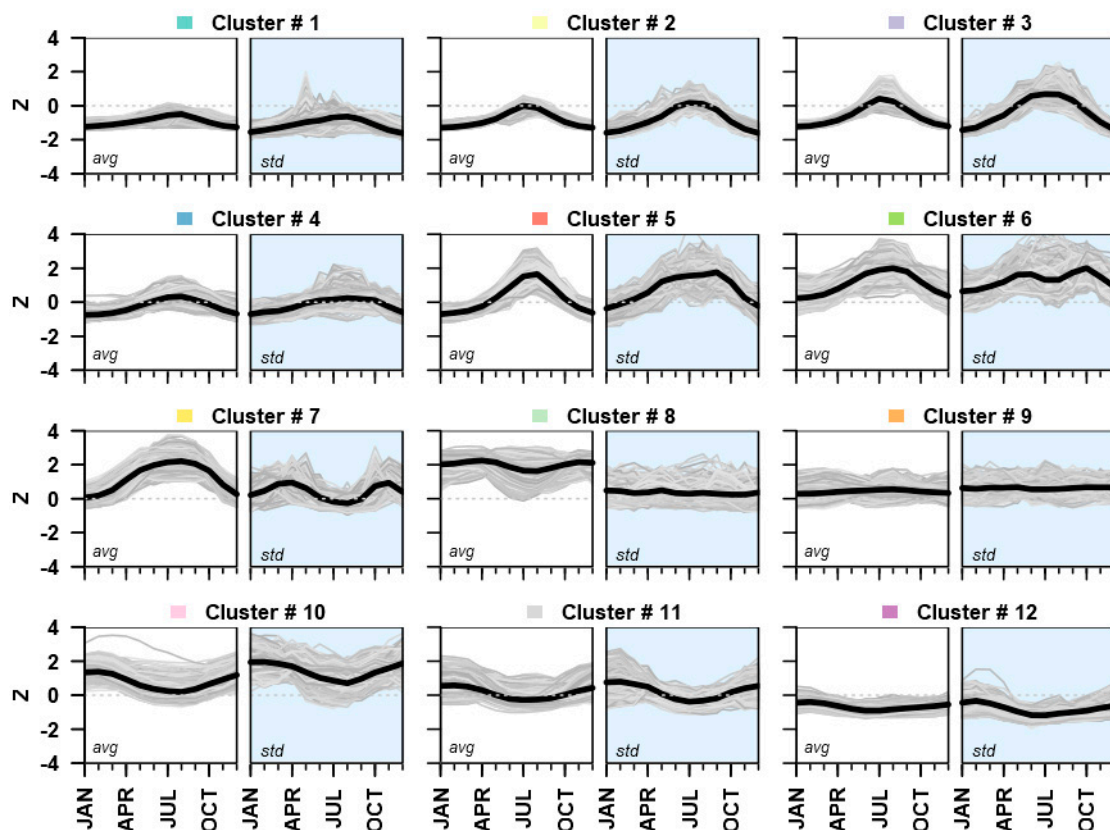 Cluster # 1 Cluster # 2 Cluster # 3
4
2
0
-2
-4
Z
avg std avg std avg std
Cluster # 4 Cluster # 5 Cluster # 6
4
2
0
-2
-4
Z
avg std avg std avg std
Cluster # 7 Cluster # 8 Cluster # 9
4
2
0
-2
-4
Z
avg std avg std avg std
Cluster # 10 Cluster # 11 Cluster # 12
4
2
0
-2
-4
Z
avg std avg std avg std
JAN APR JUL OCT JAN APR JUL OCT JAN APR JUL OCT JAN APR JUL OCT JAN APR JUL OCT JAN APR JUL OCT